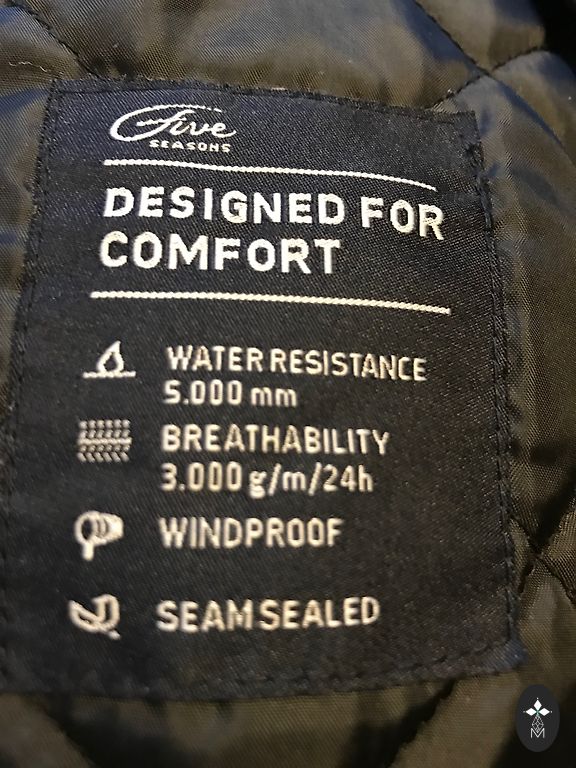 Five
SEASONS
DESIGNED FOR
COMFORT
WATER RESISTANCE
5.000 mm
BREATHABILITY
3.000 g/m/24h
WINDPROOF
SEAM SEALED
M